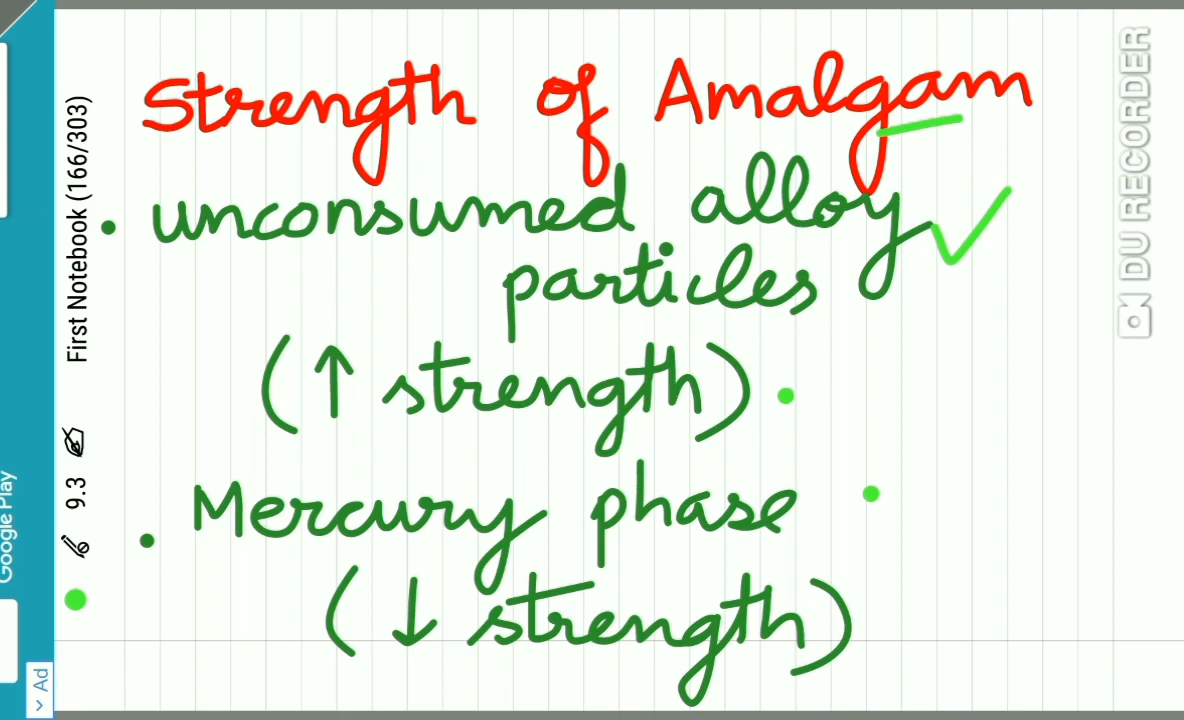 Strength of Amalgam
• unconsumed alloy
particles
(↑ strength)
• Mercury phase
(↓ strength)
First Notebook (166/303)
9.3
Google Play
Ad
DU RECORDER